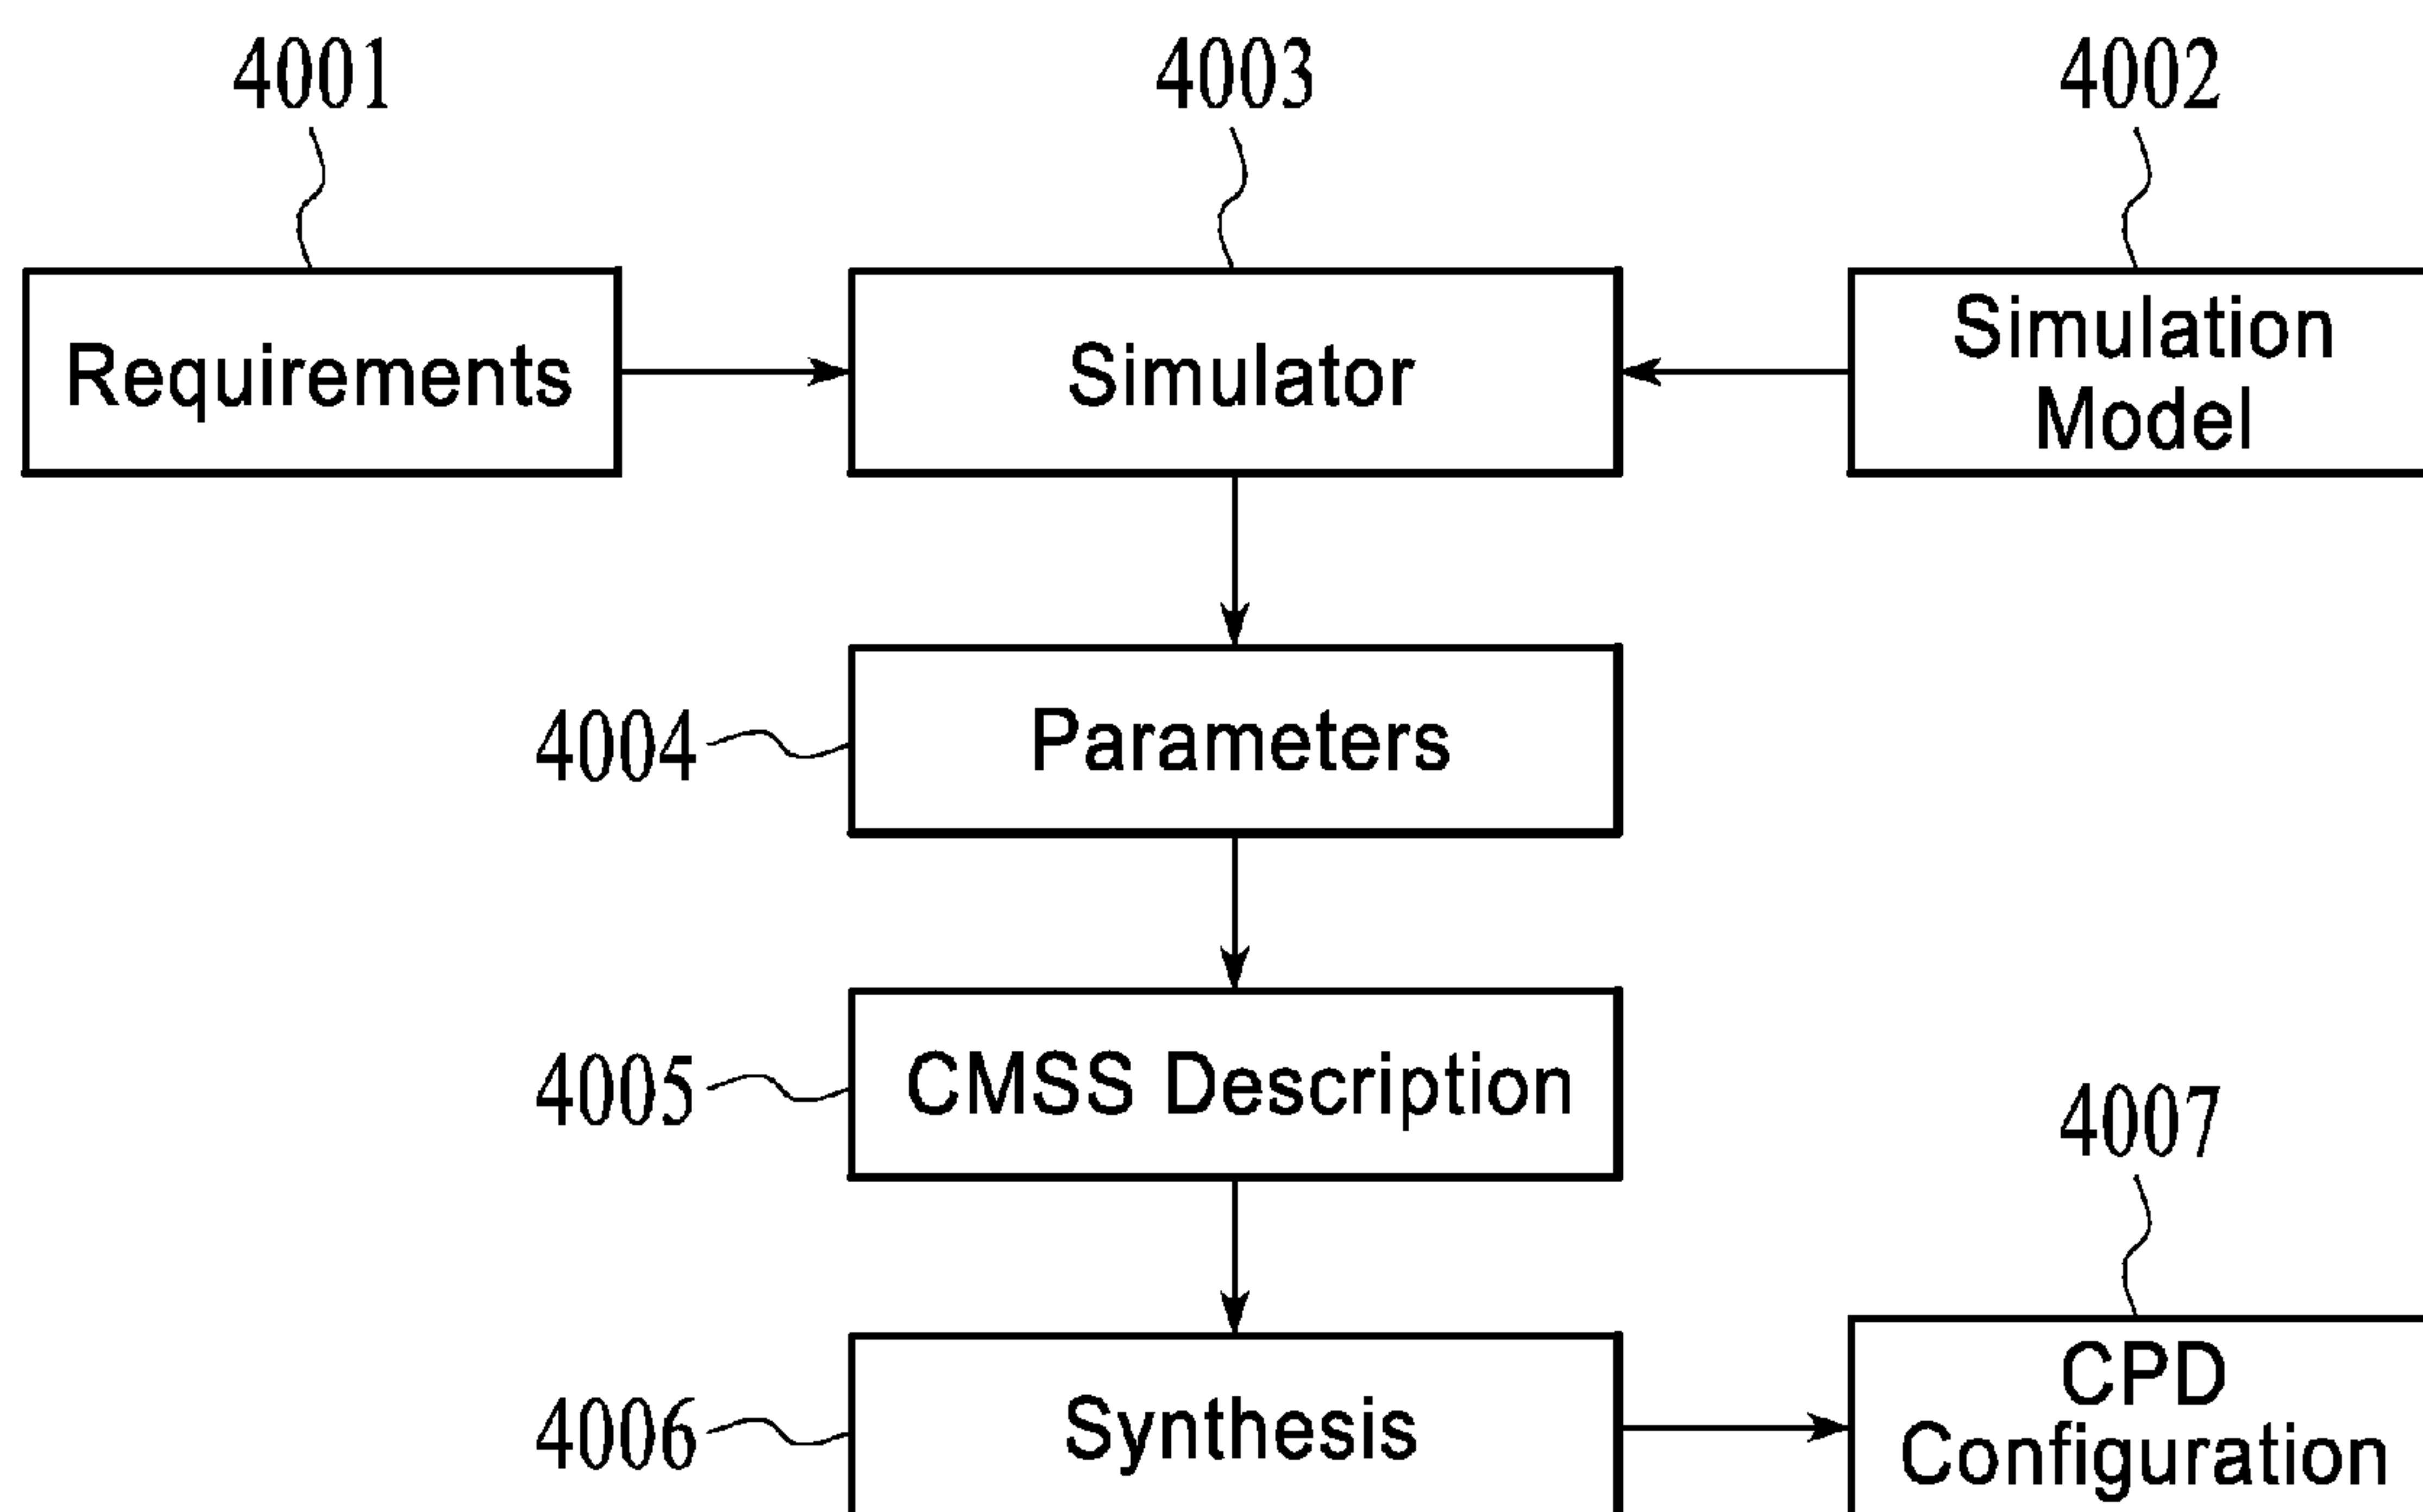 4001
4003
4002
Requirements
Simulator
Simulation
Model
4004
Parameters
4005
CMSS Description
4007
4006
Synthesis
CPD
Configuration